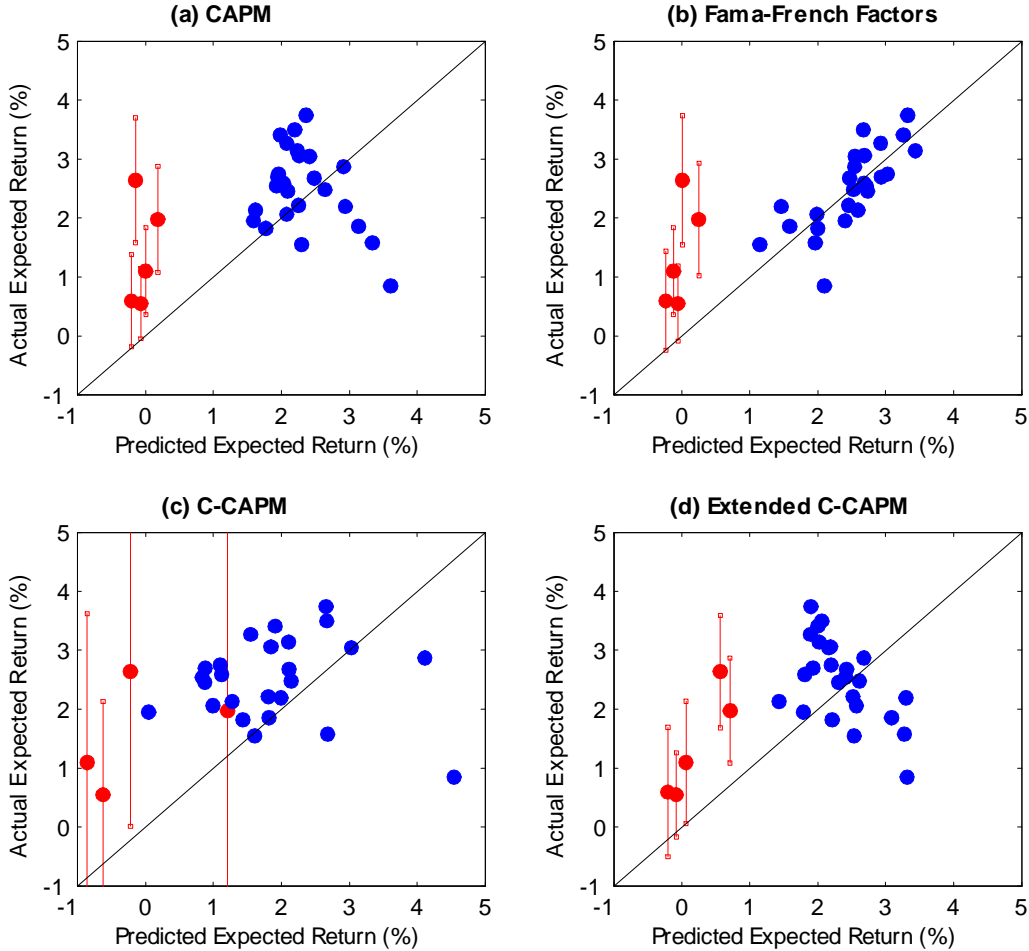 (a) CAPM
(b) Fama-French Factors
5
4
3
2
1
0
-1
Actual Expected Return (%)
-1 0 1 2 3 4 5
Predicted Expected Return (%)
5
4
3
2
1
0
-1
Actual Expected Return (%)
-1 0 1 2 3 4 5
Predicted Expected Return (%)
(c) C-CAPM
(d) Extended C-CAPM
5
4
3
2
1
0
-1
Actual Expected Return (%)
-1 0 1 2 3 4 5
Predicted Expected Return (%)
5
4
3
2
1
0
-1
Actual Expected Return (%)
-1 0 1 2 3 4 5
Predicted Expected Return (%)